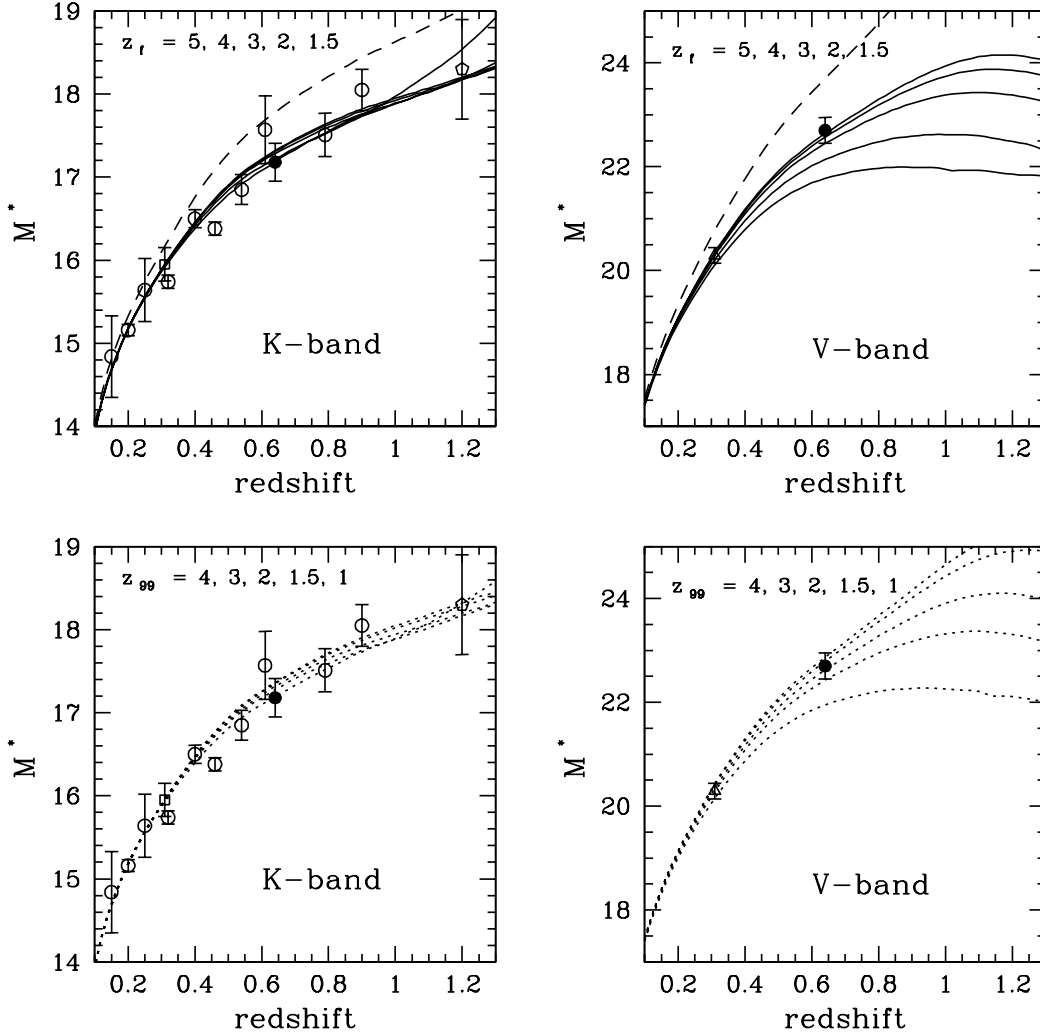 19
18
17
16
15
14
M*
z_f = 5, 4, 3, 2, 1.5
K-band
0.2 0.4 0.6 0.8 1 1.2
redshift
24
22
20
18
M*
z_f = 5, 4, 3, 2, 1.5
V-band
0.2 0.4 0.6 0.8 1 1.2
redshift
19
18
17
16
15
14
M*
z_99 = 4, 3, 2, 1.5, 1
K-band
0.2 0.4 0.6 0.8 1 1.2
redshift
24
22
20
18
M*
z_99 = 4, 3, 2, 1.5, 1
V-band
0.2 0.4 0.6 0.8 1 1.2
redshift